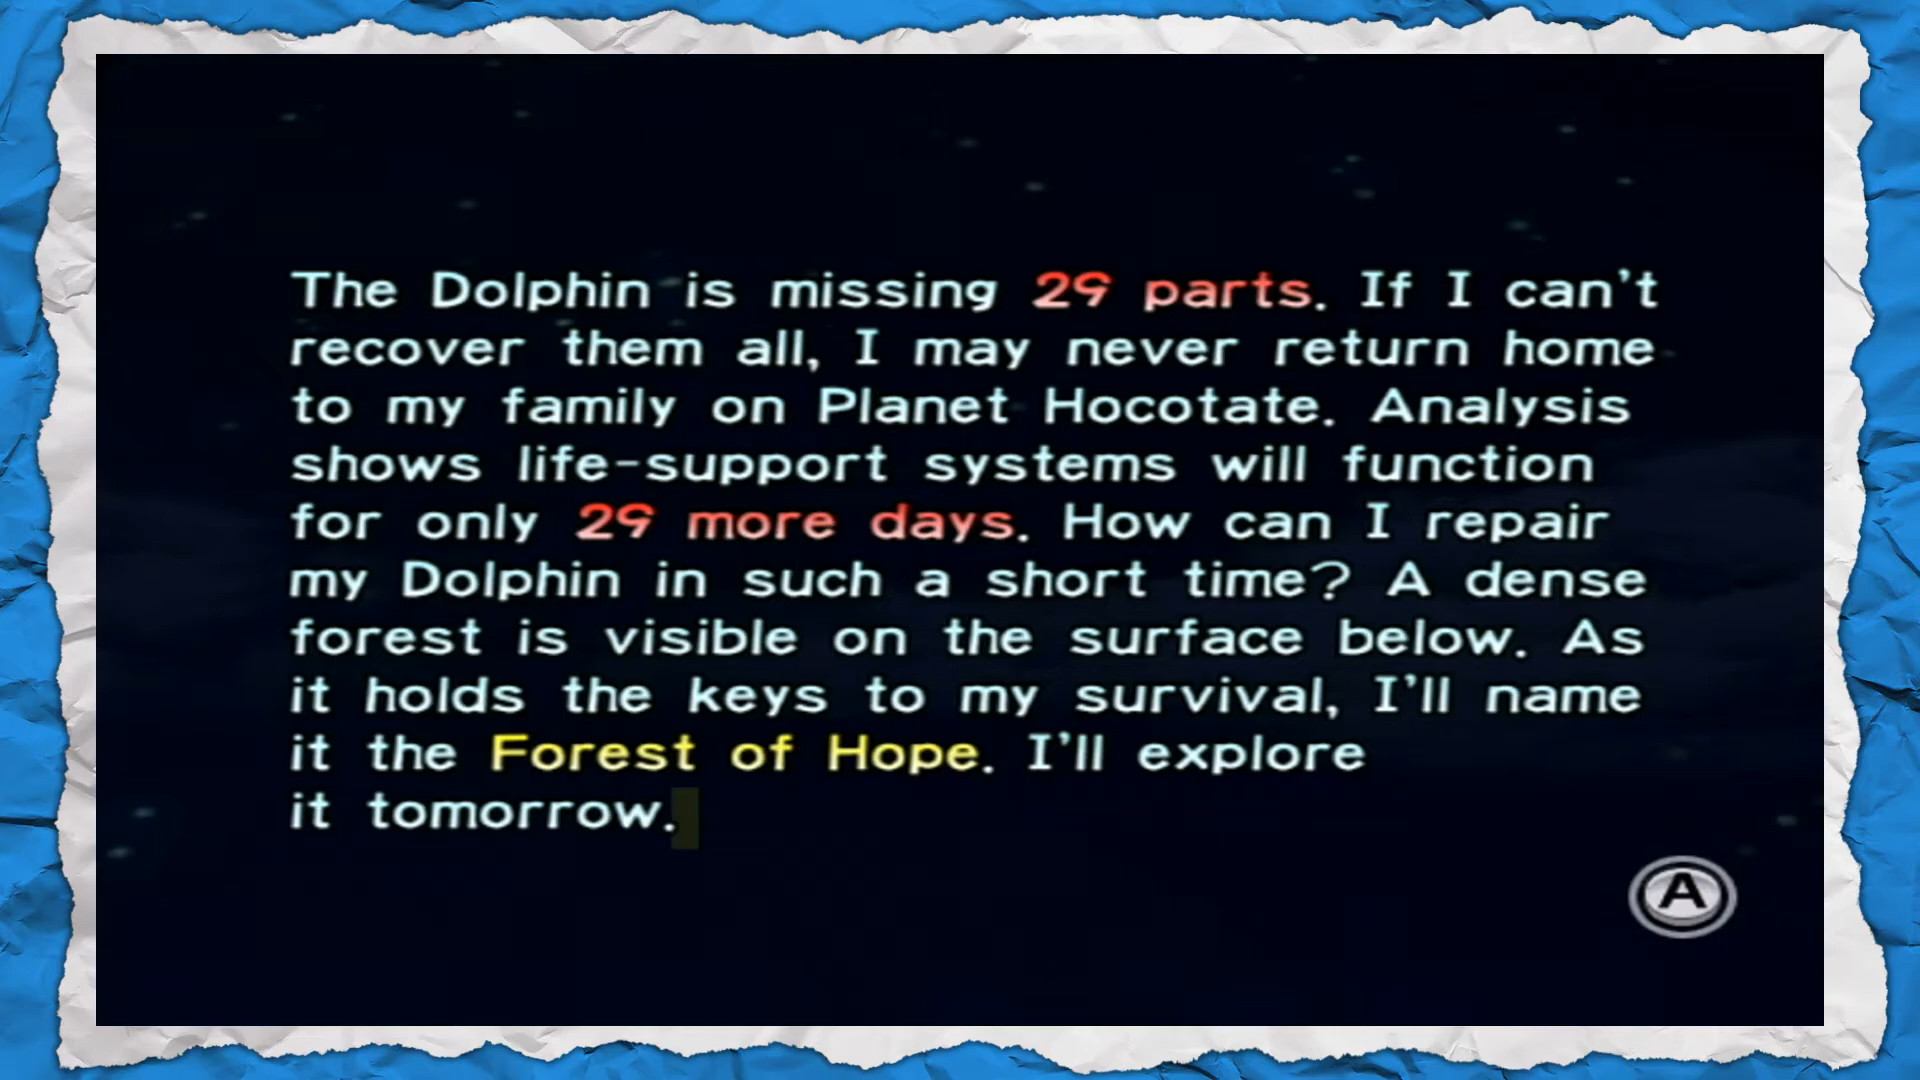 The Dolphin is missing 29 parts. If I can't
recover them all, I may never return home
to my family on Planet Hocotate. Analysis
shows life-support systems will function
for only 29 more days. How can I repair
my Dolphin in such a short time? A dense
forest is visible on the surface below. As
it holds the keys to my survival, I'll name
it the Forest of Hope. I'll explore
it tomorrow.
A